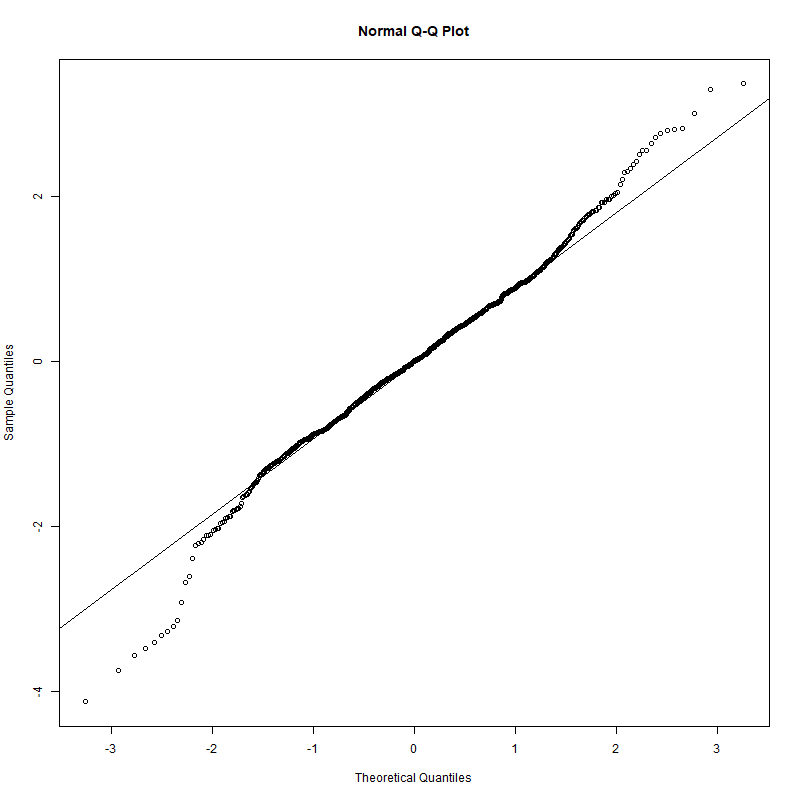 Normal Q-Q Plot
Sample Quantiles
2
0
-2
-4
-3 -2 -1 0 1 2 3
Theoretical Quantiles